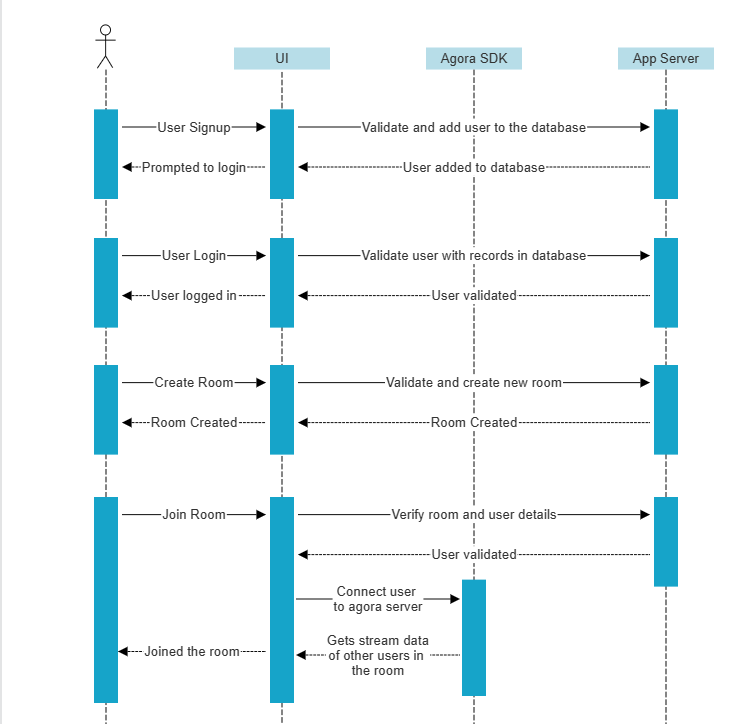 UI
Agora SDK
App Server
User Signup
Validate and add user to the database
Prompted to login
User added to database
User Login
Validate user with records in database
User logged in
User validated
Create Room
Validate and create new room
Room Created
Room Created
Join Room
Verify room and user details
User validated
Connect user
to agora server
Gets stream data
of other users in
the room
Joined the room